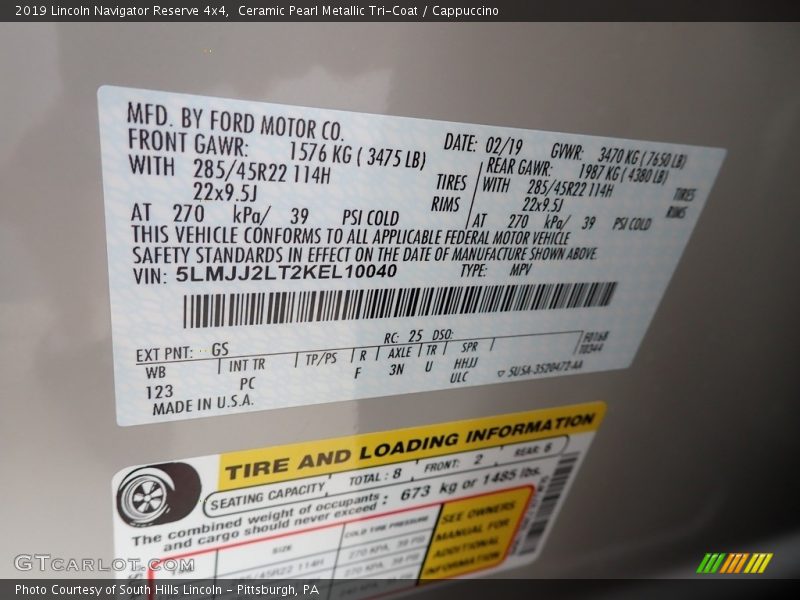 2019 Lincoln Navigator Reserve 4x4,  Ceramic Pearl Metallic Tri-Coat / Cappuccino
MFD. BY FORD MOTOR CO.
DATE: 02/19 GVWR: 3470 KG (7650 LB)
FRONT GAWR: 1576 KG (3475 LB) REAR GAWR: 1987 KG (4380 LB)
WITH 285/45R22 114H TIRES WITH 285/45R22 114H TIRES
22x9.5J RIMS 22x9.5J RIMS
AT 270 kPa/ 39 PSI COLD AT 270 kPa/ 39 PSI COLD
THIS VEHICLE CONFORMS TO ALL APPLICABLE FEDERAL MOTOR VEHICLE
SAFETY STANDARDS IN EFFECT ON THE DATE OF MANUFACTURE SHOWN ABOVE.
VIN: 5LMJJ2LT2KEL10040 TYPE: MPV
EXT PNT: GS RC: 25 DSO:
WB INT TR TP/PS R AXLE TR SPR
123 PC F 3N U HHJJ
ULC
MADE IN U.S.A. 5U5A-3520472-AA
TIRE AND LOADING INFORMATION
SEATING CAPACITY TOTAL: 8 FRONT: 2 REAR: 6
The combined weight of occupants and cargo should never exceed: 673 kg or 1485 lbs.
SIZE COLD TIRE PRESSURE
SEE OWNERS
MANUAL FOR
ADDITIONAL
INFORMATION
GTCarlot.com
Photo Courtesy of South Hills Lincoln - Pittsburgh, PA